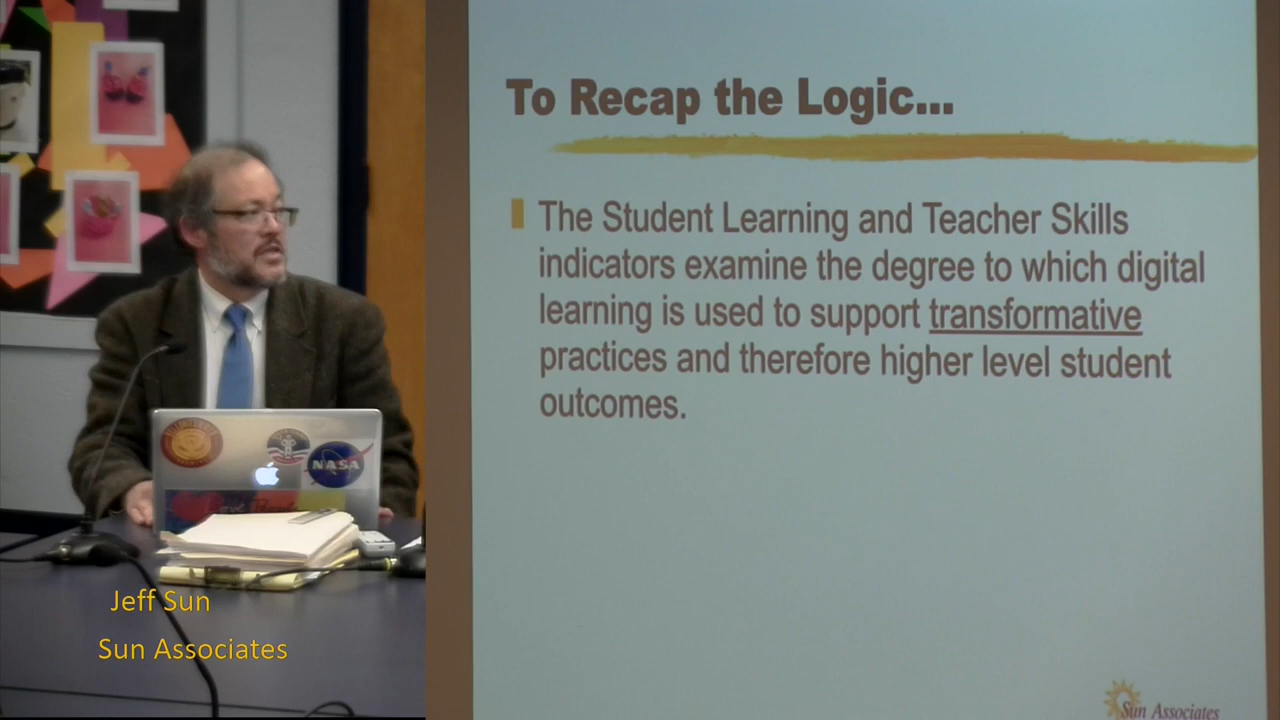 To Recap the Logic...
The Student Learning and Teacher Skills
indicators examine the degree to which digital
learning is used to support transformative
practices and therefore higher level student
outcomes.
NASA
Jeff Sun
Sun Associates
Sun Associates